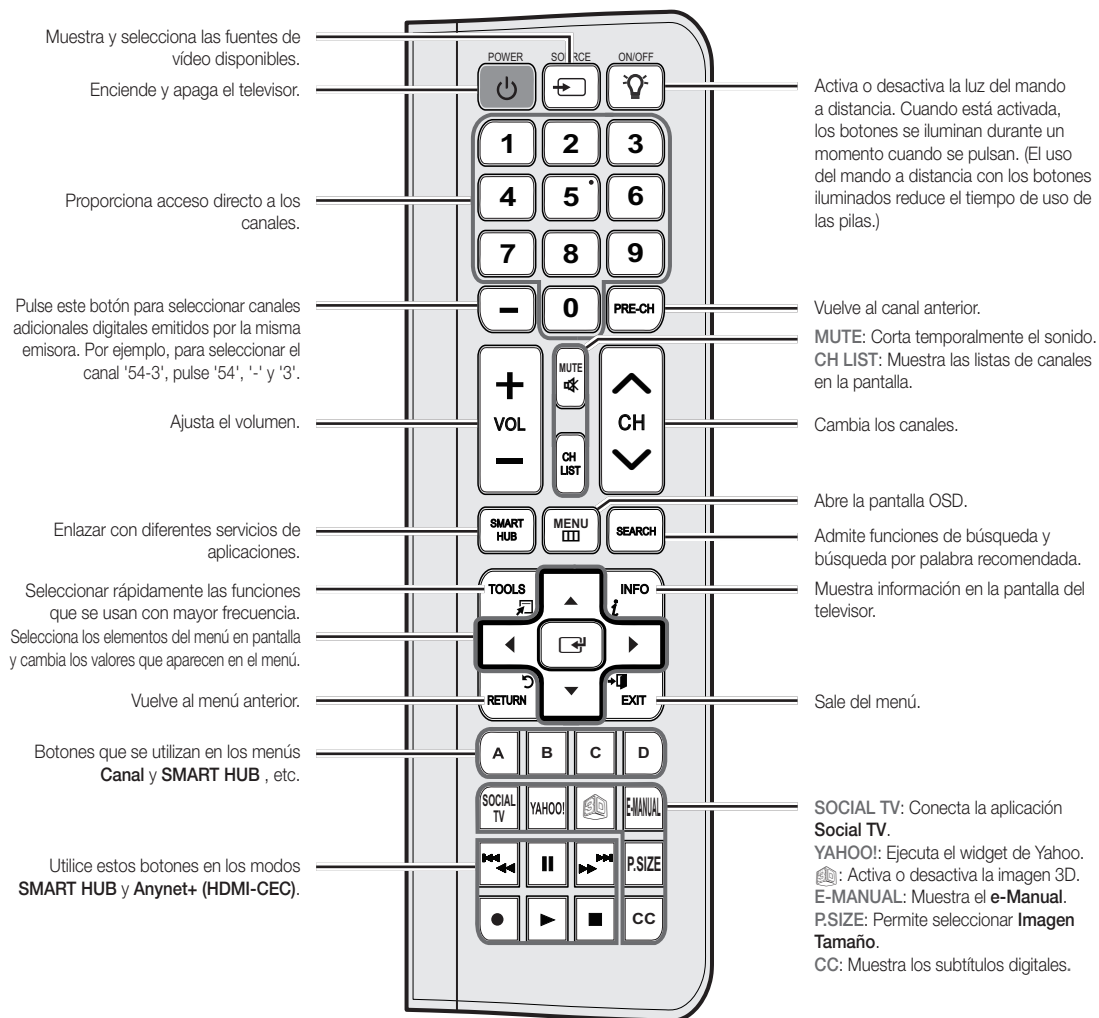 Muestra y selecciona las fuentes de
vídeo disponibles.
Enciende y apaga el televisor.
Proporciona acceso directo a los
canales.
Pulse este botón para seleccionar canales
adicionales digitales emitidos por la misma
emisora. Por ejemplo, para seleccionar el
canal '54-3', pulse '54', '-' y '3'.
Ajusta el volumen.
Enlazar con diferentes servicios de
aplicaciones.
Seleccionar rápidamente las funciones
que se usan con mayor frecuencia.
Selecciona los elementos del menú en pantalla
y cambia los valores que aparecen en el menú.
Vuelve al menú anterior.
Botones que se utilizan en los menús
Canal y SMART HUB , etc.
Utilice estos botones en los modos
SMART HUB y Anynet+ (HDMI-CEC).
POWER SOURCE ON/OFF
1 2 3
4 5 6
7 8 9
− 0 PRE-CH
+ MUTE
VOL CH
− CH
LIST
SMART
HUB
MENU
SEARCH
TOOLS INFO
i
RETURN EXIT
A B C D
SOCIAL
TV
YAHOO! 3D E-MANUAL
P.SIZE
CC
Activa o desactiva la luz del mando
a distancia. Cuando está activada,
los botones se iluminan durante un
momento cuando se pulsan. (El uso
del mando a distancia con los botones
iluminados reduce el tiempo de uso de
las pilas.)
Vuelve al canal anterior.
MUTE: Corta temporalmente el sonido.
CH LIST: Muestra las listas de canales
en la pantalla.
Cambia los canales.
Abre la pantalla OSD.
Admite funciones de búsqueda y
búsqueda por palabra recomendada.
Muestra información en la pantalla del
televisor.
Sale del menú.
SOCIAL TV: Conecta la aplicación
Social TV.
YAHOO!: Ejecuta el widget de Yahoo.
3D: Activa o desactiva la imagen 3D.
E-MANUAL: Muestra el e-Manual.
P.SIZE: Permite seleccionar Imagen
Tamaño.
CC: Muestra los subtítulos digitales.